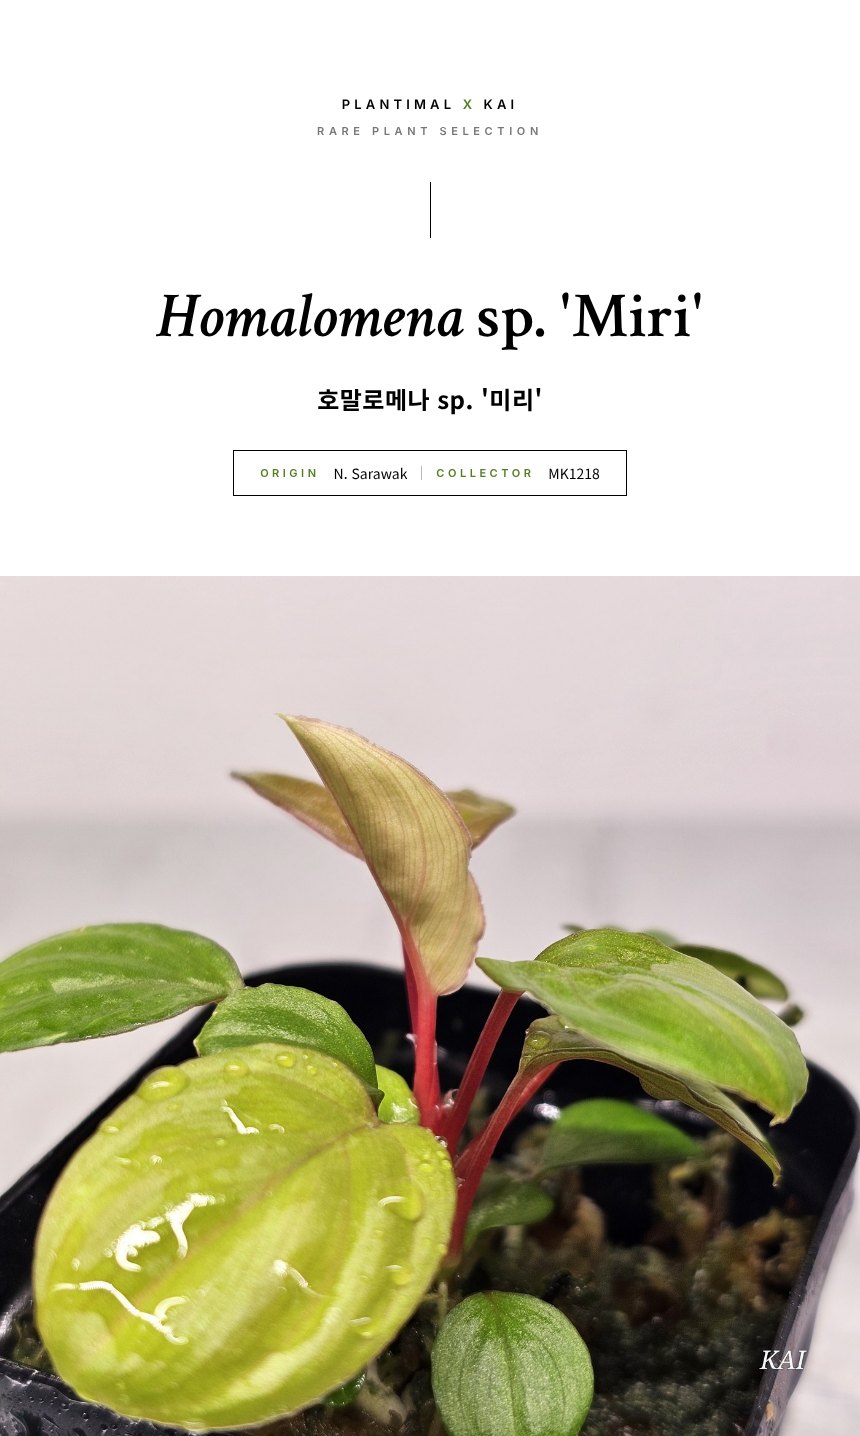 PLANTIMAL X KAI
RARE PLANT SELECTION
Homalomena sp. 'Miri'
호말로메나 sp. '미리'
ORIGIN N. Sarawak | COLLECTOR MK1218
KAI